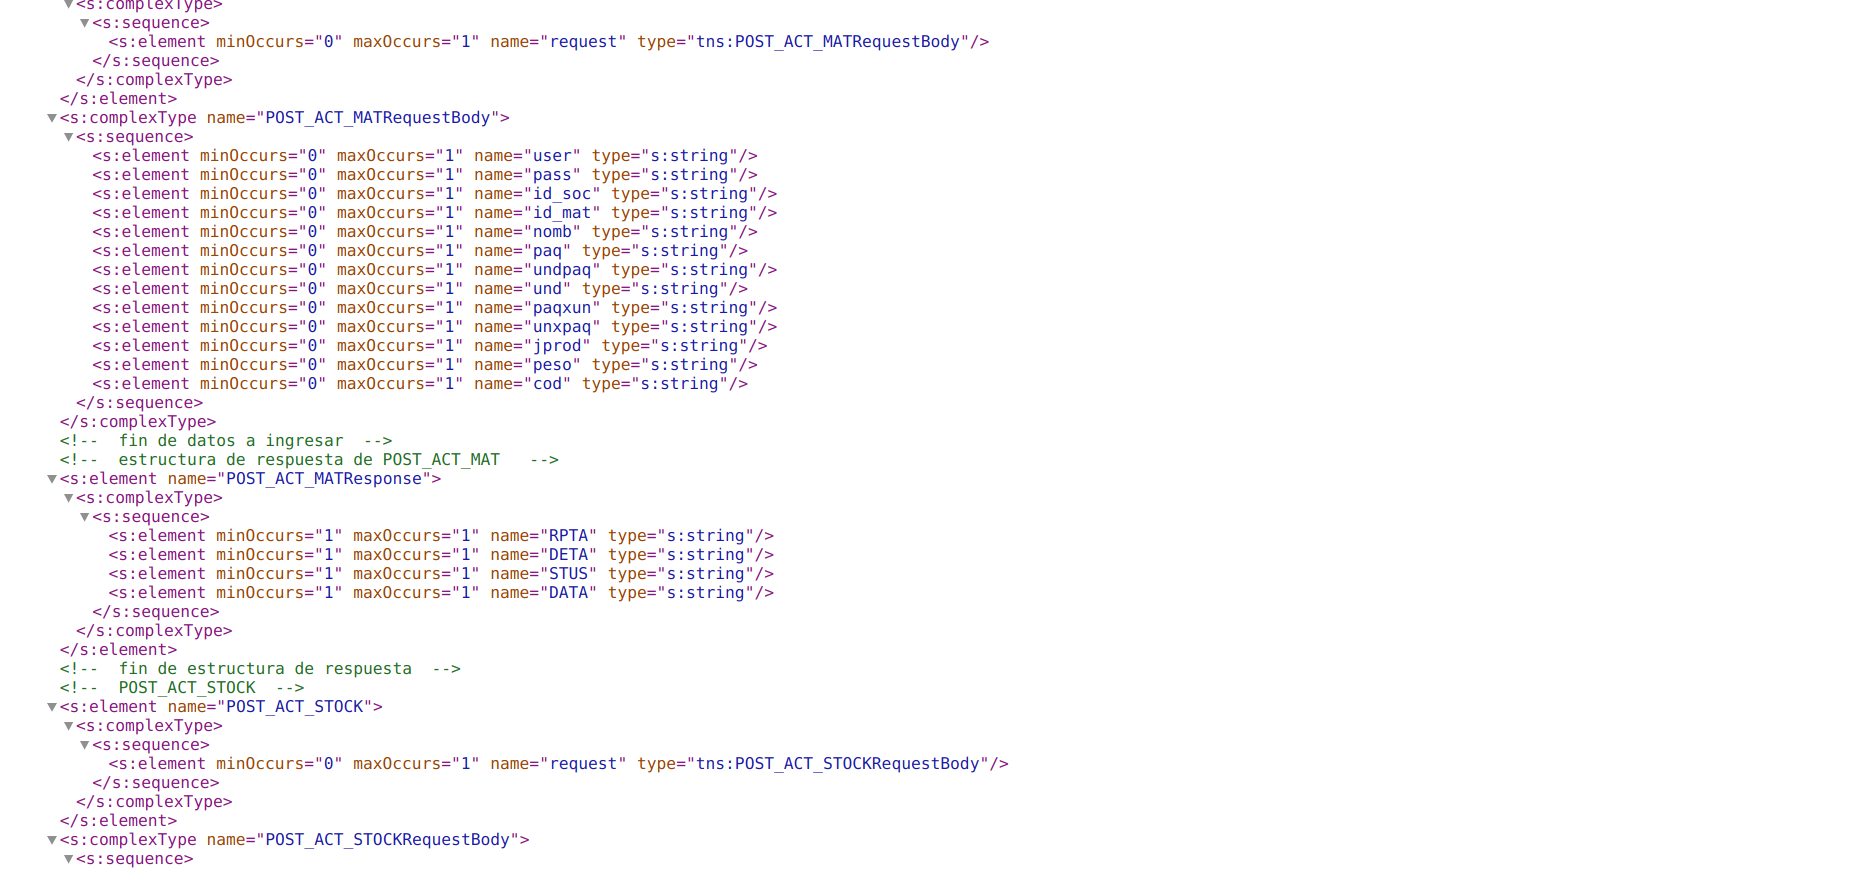 ▼<s:complexType>
▼<s:sequence>
<s:element minOccurs="0" maxOccurs="1" name="request" type="tns:POST_ACT_MATRequestBody"/>
</s:sequence>
</s:complexType>
</s:element>
▼<s:complexType name="POST_ACT_MATRequestBody">
▼<s:sequence>
<s:element minOccurs="0" maxOccurs="1" name="user" type="s:string"/>
<s:element minOccurs="0" maxOccurs="1" name="pass" type="s:string"/>
<s:element minOccurs="0" maxOccurs="1" name="id_soc" type="s:string"/>
<s:element minOccurs="0" maxOccurs="1" name="id_mat" type="s:string"/>
<s:element minOccurs="0" maxOccurs="1" name="nomb" type="s:string"/>
<s:element minOccurs="0" maxOccurs="1" name="paq" type="s:string"/>
<s:element minOccurs="0" maxOccurs="1" name="undpaq" type="s:string"/>
<s:element minOccurs="0" maxOccurs="1" name="und" type="s:string"/>
<s:element minOccurs="0" maxOccurs="1" name="paqxun" type="s:string"/>
<s:element minOccurs="0" maxOccurs="1" name="unxpaq" type="s:string"/>
<s:element minOccurs="0" maxOccurs="1" name="jprod" type="s:string"/>
<s:element minOccurs="0" maxOccurs="1" name="peso" type="s:string"/>
<s:element minOccurs="0" maxOccurs="1" name="cod" type="s:string"/>
</s:sequence>
</s:complexType>
<!-- fin de datos a ingresar -->
<!-- estructura de respuesta de POST_ACT_MAT -->
▼<s:element name="POST_ACT_MATResponse">
▼<s:complexType>
▼<s:sequence>
<s:element minOccurs="1" maxOccurs="1" name="RPTA" type="s:string"/>
<s:element minOccurs="1" maxOccurs="1" name="DETA" type="s:string"/>
<s:element minOccurs="1" maxOccurs="1" name="STUS" type="s:string"/>
<s:element minOccurs="1" maxOccurs="1" name="DATA" type="s:string"/>
</s:sequence>
</s:complexType>
</s:element>
<!-- fin de estructura de respuesta -->
<!-- POST_ACT_STOCK -->
▼<s:element name="POST_ACT_STOCK">
▼<s:complexType>
▼<s:sequence>
<s:element minOccurs="0" maxOccurs="1" name="request" type="tns:POST_ACT_STOCKRequestBody"/>
</s:sequence>
</s:complexType>
</s:element>
▼<s:complexType name="POST_ACT_STOCKRequestBody">
▼<s:sequence>